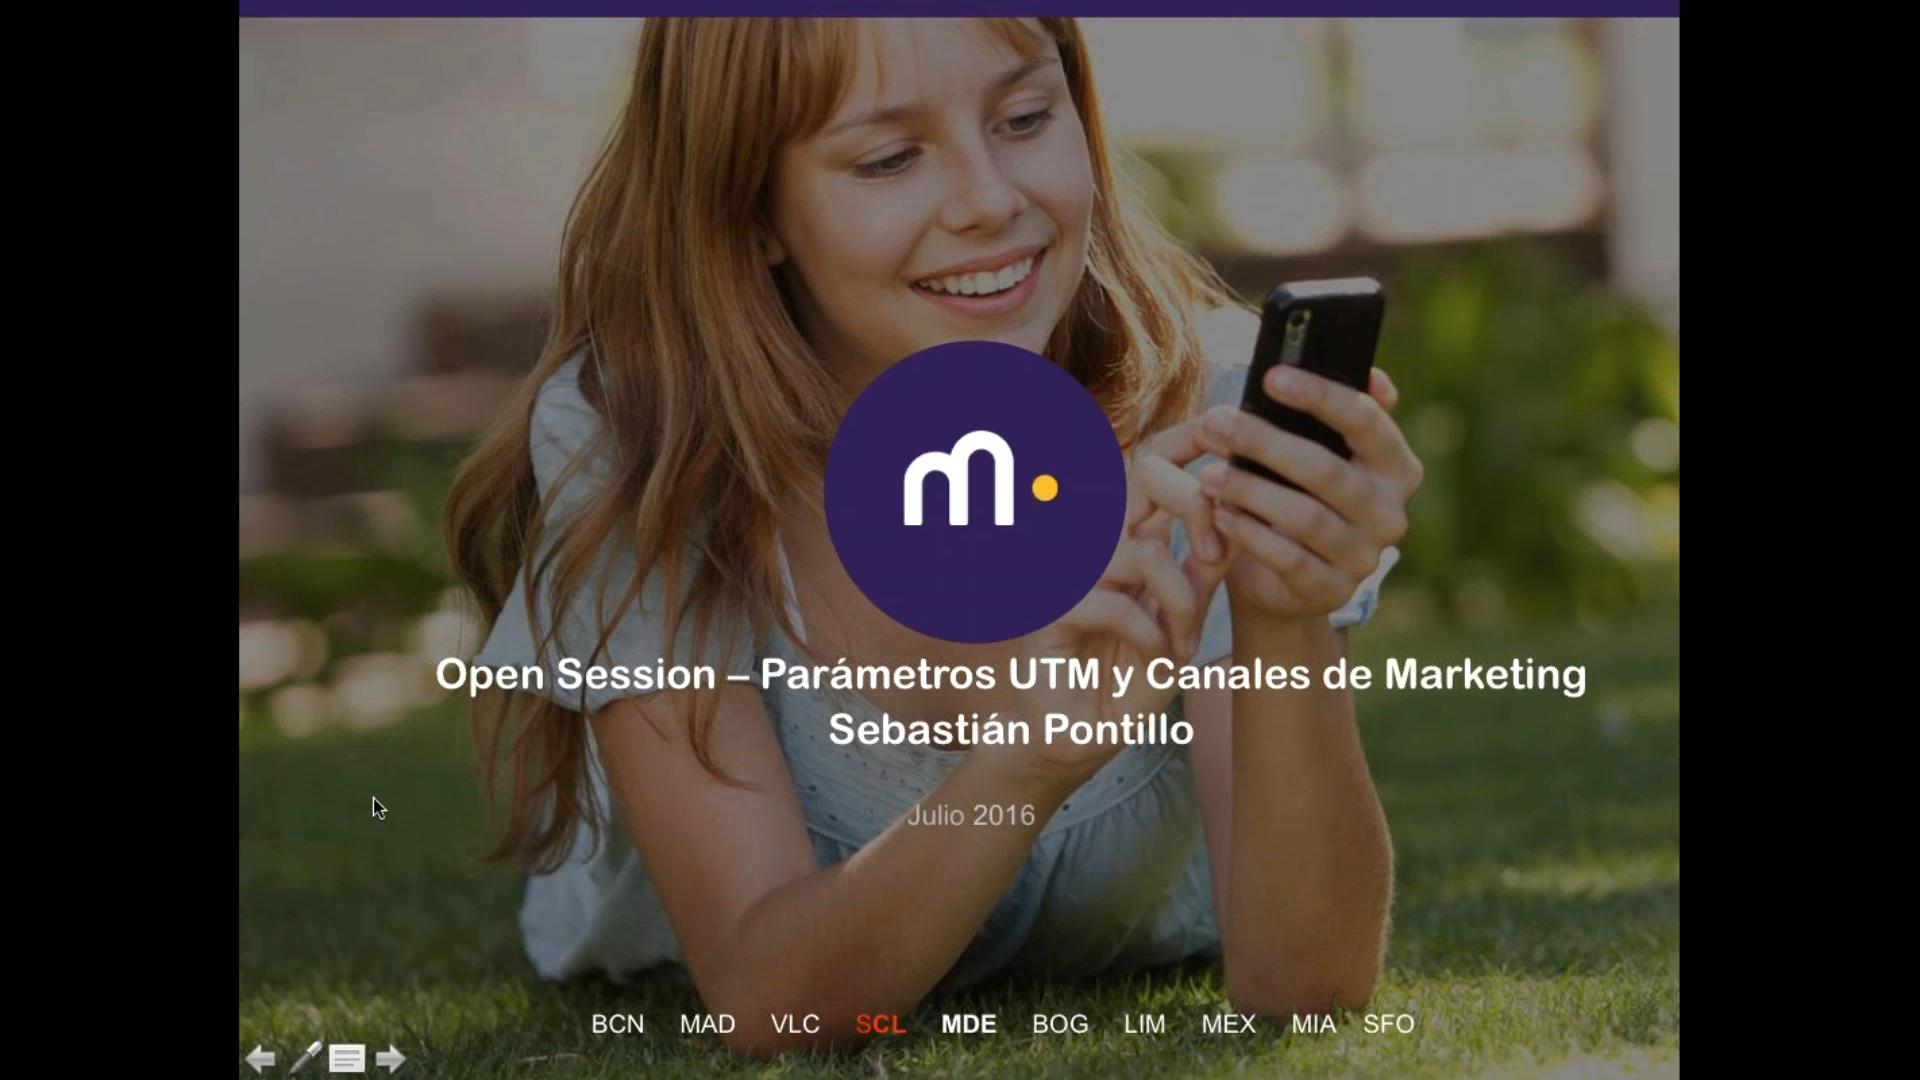 m.
Open Session – Parámetros UTM y Canales de Marketing
Sebastián Pontillo
Julio 2016
BCN MAD VLC SCL MDE BOG LIM MEX MIA SFO